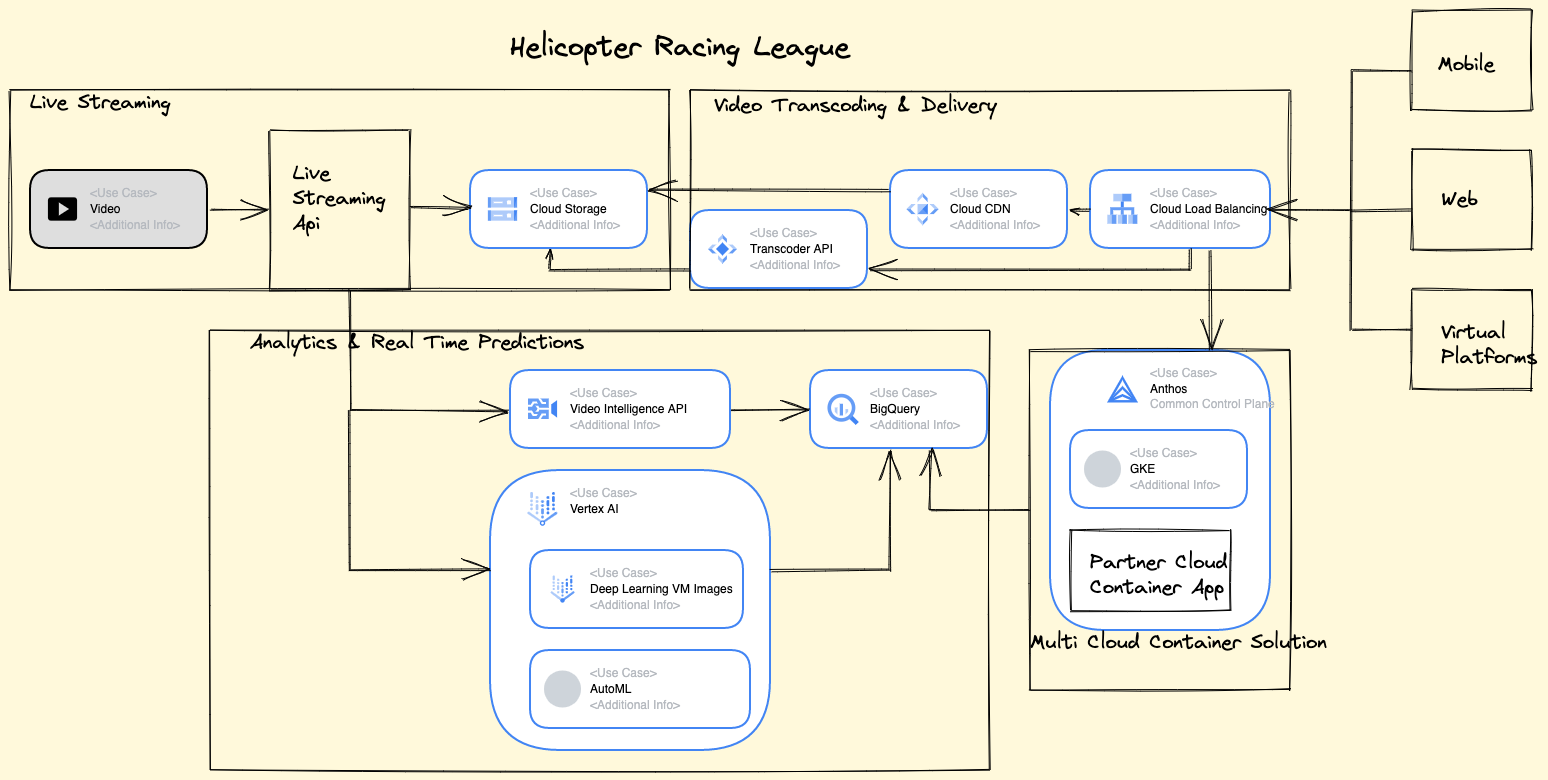 Helicopter Racing League
Live Streaming
<Use Case>
Video
<Additional Info>
Live
Streaming
Api
<Use Case>
Cloud Storage
<Additional Info>
Video Transcoding & Delivery
<Use Case>
Transcoder API
<Additional Info>
<Use Case>
Cloud CDN
<Additional Info>
<Use Case>
Cloud Load Balancing
<Additional Info>
Mobile
Web
Virtual
Platforms
Analytics & Real Time Predictions
<Use Case>
Video Intelligence API
<Additional Info>
<Use Case>
BigQuery
<Additional Info>
<Use Case>
Vertex AI
<Use Case>
Deep Learning VM Images
<Additional Info>
<Use Case>
AutoML
<Additional Info>
<Use Case>
Anthos
Common Control Plane
<Use Case>
GKE
<Additional Info>
Partner Cloud
Container App
Multi Cloud Container Solution